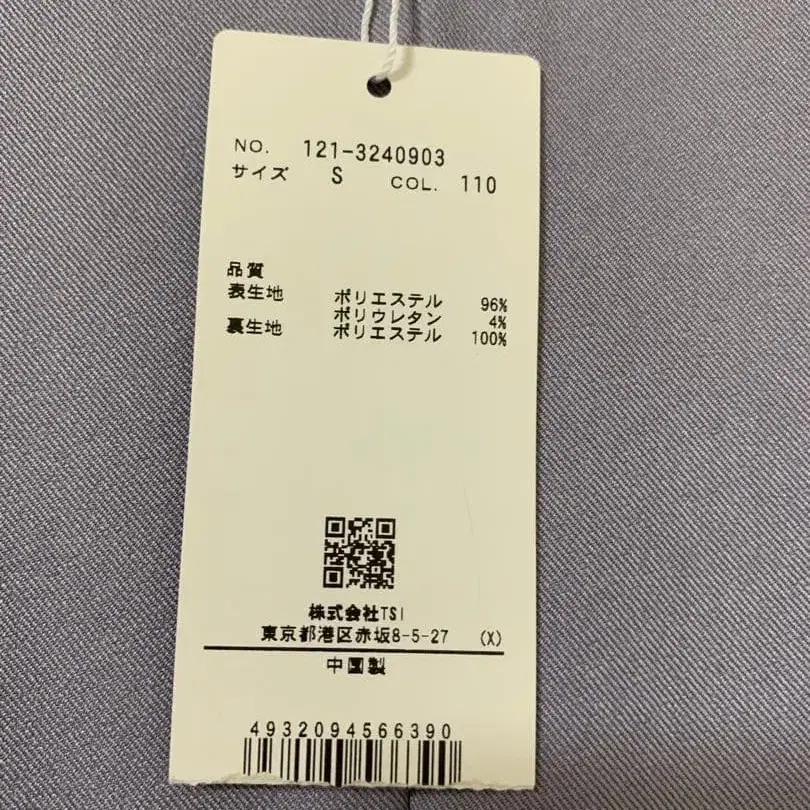 NO. 121-3240903
サイズ S COL. 110
品質
表生地 ポリエステル 96%
ポリウレタン 4%
裏生地 ポリエステル 100%
株式会社TSI
東京都港区赤坂8-5-27 (X)
中国製
4932094566390